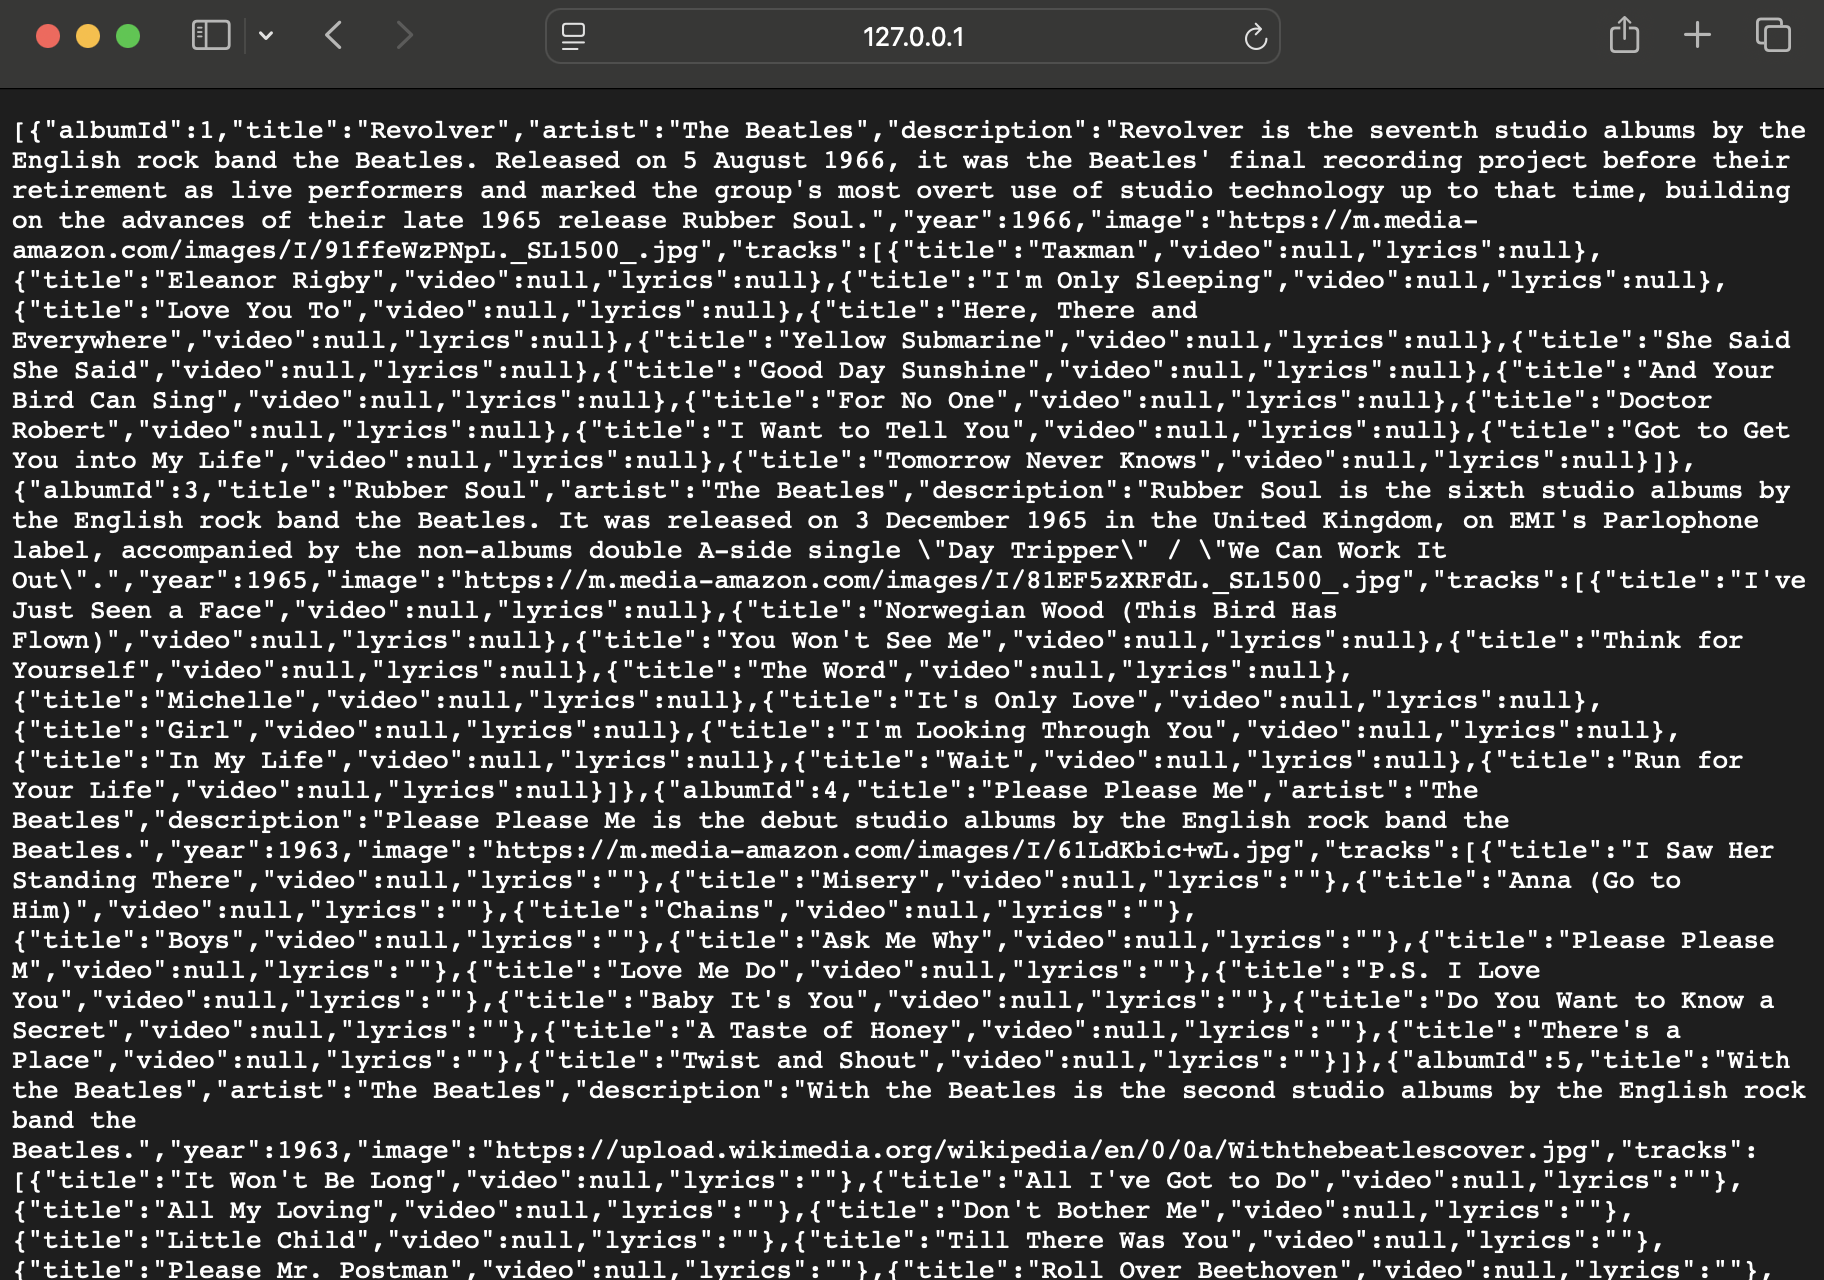 127.0.0.1
[{"albumId":1,"title":"Revolver","artist":"The Beatles","description":"Revolver is the seventh studio albums by the
English rock band the Beatles. Released on 5 August 1966, it was the Beatles' final recording project before their
retirement as live performers and marked the group's most overt use of studio technology up to that time, building
on the advances of their late 1965 release Rubber Soul.","year":1966,"image":"https://m.media-
amazon.com/images/I/91ffeWzPNpL._SL1500_.jpg","tracks":[{"title":"Taxman","video":null,"lyrics":null},
{"title":"Eleanor Rigby","video":null,"lyrics":null},{"title":"I'm Only Sleeping","video":null,"lyrics":null},
{"title":"Love You To","video":null,"lyrics":null},{"title":"Here, There and
Everywhere","video":null,"lyrics":null},{"title":"Yellow Submarine","video":null,"lyrics":null},{"title":"She Said
She Said","video":null,"lyrics":null},{"title":"Good Day Sunshine","video":null,"lyrics":null},{"title":"And Your
Bird Can Sing","video":null,"lyrics":null},{"title":"For No One","video":null,"lyrics":null},{"title":"Doctor
Robert","video":null,"lyrics":null},{"title":"I Want to Tell You","video":null,"lyrics":null},{"title":"Got to Get
You into My Life","video":null,"lyrics":null},{"title":"Tomorrow Never Knows","video":null,"lyrics":null}]},
{"albumId":3,"title":"Rubber Soul","artist":"The Beatles","description":"Rubber Soul is the sixth studio albums by
the English rock band the Beatles. It was released on 3 December 1965 in the United Kingdom, on EMI's Parlophone
label, accompanied by the non-albums double A-side single \"Day Tripper\" / \"We Can Work It
Out\".","year":1965,"image":"https://m.media-amazon.com/images/I/81EF5zXRFdL._SL1500_.jpg","tracks":[{"title":"I've
Just Seen a Face","video":null,"lyrics":null},{"title":"Norwegian Wood (This Bird Has
Flown)","video":null,"lyrics":null},{"title":"You Won't See Me","video":null,"lyrics":null},{"title":"Think for
Yourself","video":null,"lyrics":null},{"title":"The Word","video":null,"lyrics":null},
{"title":"Michelle","video":null,"lyrics":null},{"title":"It's Only Love","video":null,"lyrics":null},
{"title":"Girl","video":null,"lyrics":null},{"title":"I'm Looking Through You","video":null,"lyrics":null},
{"title":"In My Life","video":null,"lyrics":null},{"title":"Wait","video":null,"lyrics":null},{"title":"Run for
Your Life","video":null,"lyrics":null}]},{"albumId":4,"title":"Please Please Me","artist":"The
Beatles","description":"Please Please Me is the debut studio albums by the English rock band the
Beatles.","year":1963,"image":"https://m.media-amazon.com/images/I/61LdKbic+wL.jpg","tracks":[{"title":"I Saw Her
Standing There","video":null,"lyrics":""},{"title":"Misery","video":null,"lyrics":""},{"title":"Anna (Go to
Him)","video":null,"lyrics":""},{"title":"Chains","video":null,"lyrics":""},
{"title":"Boys","video":null,"lyrics":""},{"title":"Ask Me Why","video":null,"lyrics":""},{"title":"Please Please
M","video":null,"lyrics":""},{"title":"Love Me Do","video":null,"lyrics":""},{"title":"P.S. I Love
You","video":null,"lyrics":""},{"title":"Baby It's You","video":null,"lyrics":""},{"title":"Do You Want to Know a
Secret","video":null,"lyrics":""},{"title":"A Taste of Honey","video":null,"lyrics":""},{"title":"There's a
Place","video":null,"lyrics":""},{"title":"Twist and Shout","video":null,"lyrics":""}]},{"albumId":5,"title":"With
the Beatles","artist":"The Beatles","description":"With the Beatles is the second studio albums by the English rock
band the
Beatles.","year":1963,"image":"https://upload.wikimedia.org/wikipedia/en/0/0a/Withthebeatlescover.jpg","tracks":
[{"title":"It Won't Be Long","video":null,"lyrics":""},{"title":"All I've Got to Do","video":null,"lyrics":""},
{"title":"All My Loving","video":null,"lyrics":""},{"title":"Don't Bother Me","video":null,"lyrics":""},
{"title":"Little Child","video":null,"lyrics":""},{"title":"Till There Was You","video":null,"lyrics":""},
{"title":"Please Mr. Postman","video":null,"lyrics":""},{"title":"Roll Over Beethoven","video":null,"lyrics":""},